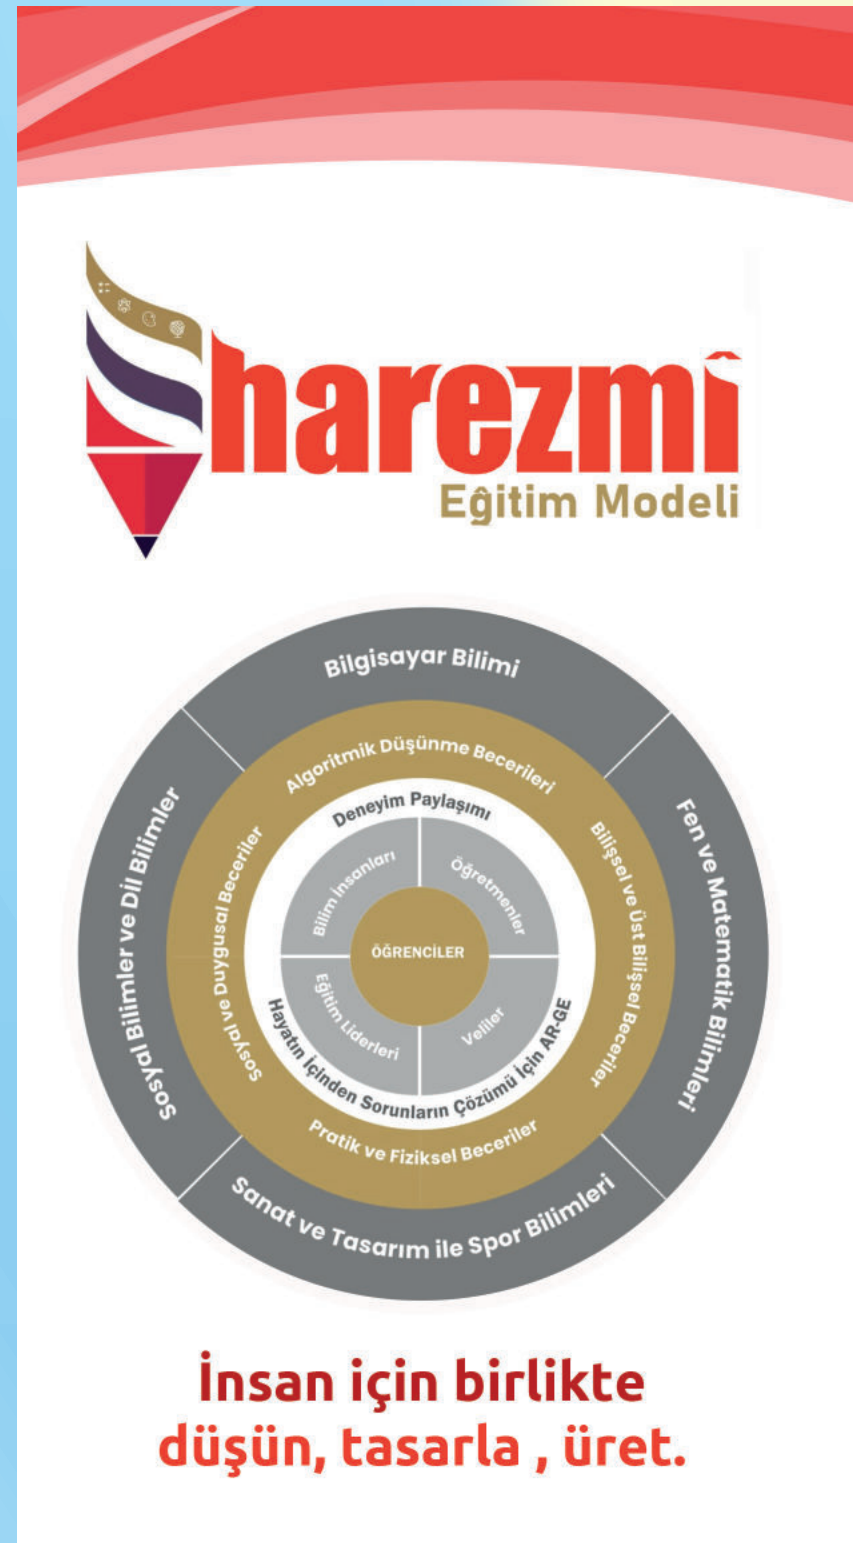 harezmî
Eĝitim Modeli
Bilgisayar Bilimi
Fen ve Matematik Bilimleri
Sanat ve Tasarım ile Spor Bilimleri
Sosyal Bilimler ve Dil Bilimler
Algoritmik Düşünme Becerileri
Bilişsel ve Üst Bilişsel Beceriler
Pratik ve Fiziksel Beceriler
Sosyal ve Duygusal Beceriler
Deneyim Paylaşımı
Hayatın İçinden Sorunların Çözümü İçin AR-GE
Bilim İnsanları
Öğretmenler
Eğitim Liderleri
Veliler
ÖĞRENCİLER
İnsan için birlikte
düşün, tasarla , üret.